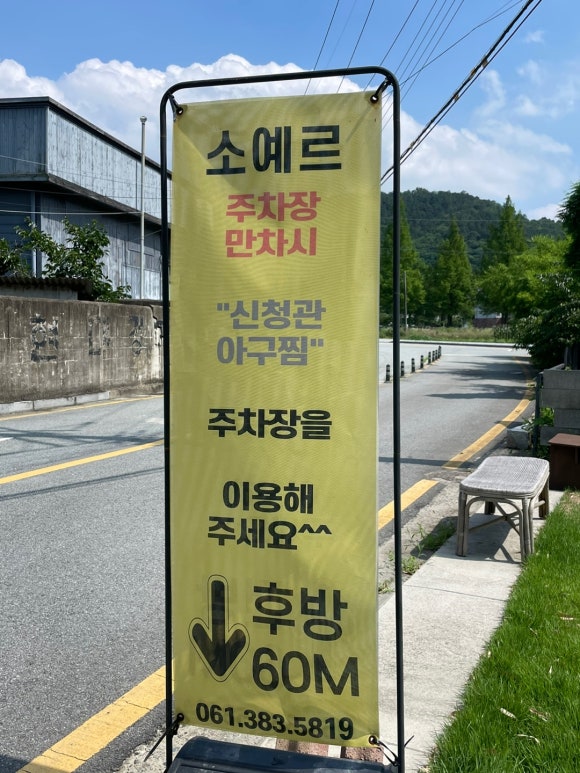 소예르
주차장
만차시
"신청관
아구찜"
주차장을
이용해
주세요^^
후방
60M
061.383.5819